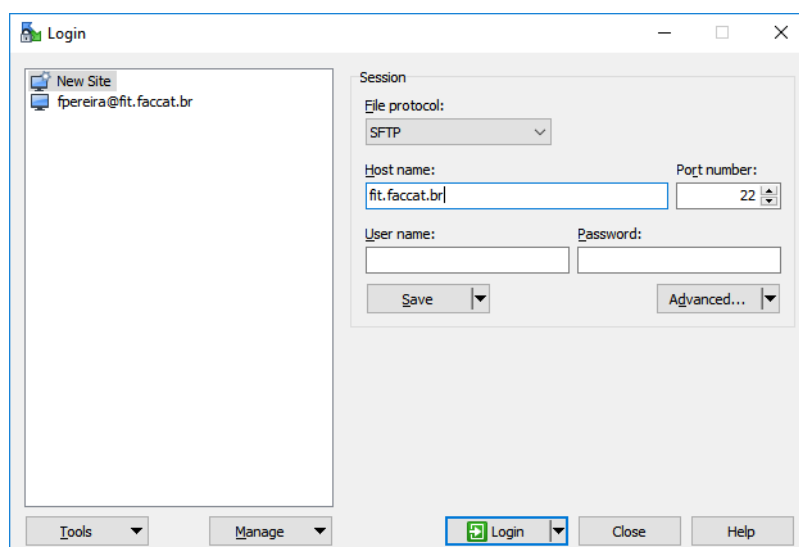 Login
New Site
fpereira@fit.faccat.br
Session
File protocol:
SFTP
Host name:
Port number:
fit.faccat.br
22
User name:
Password:
Save
Advanced...
Tools
Manage
Login
Close
Help